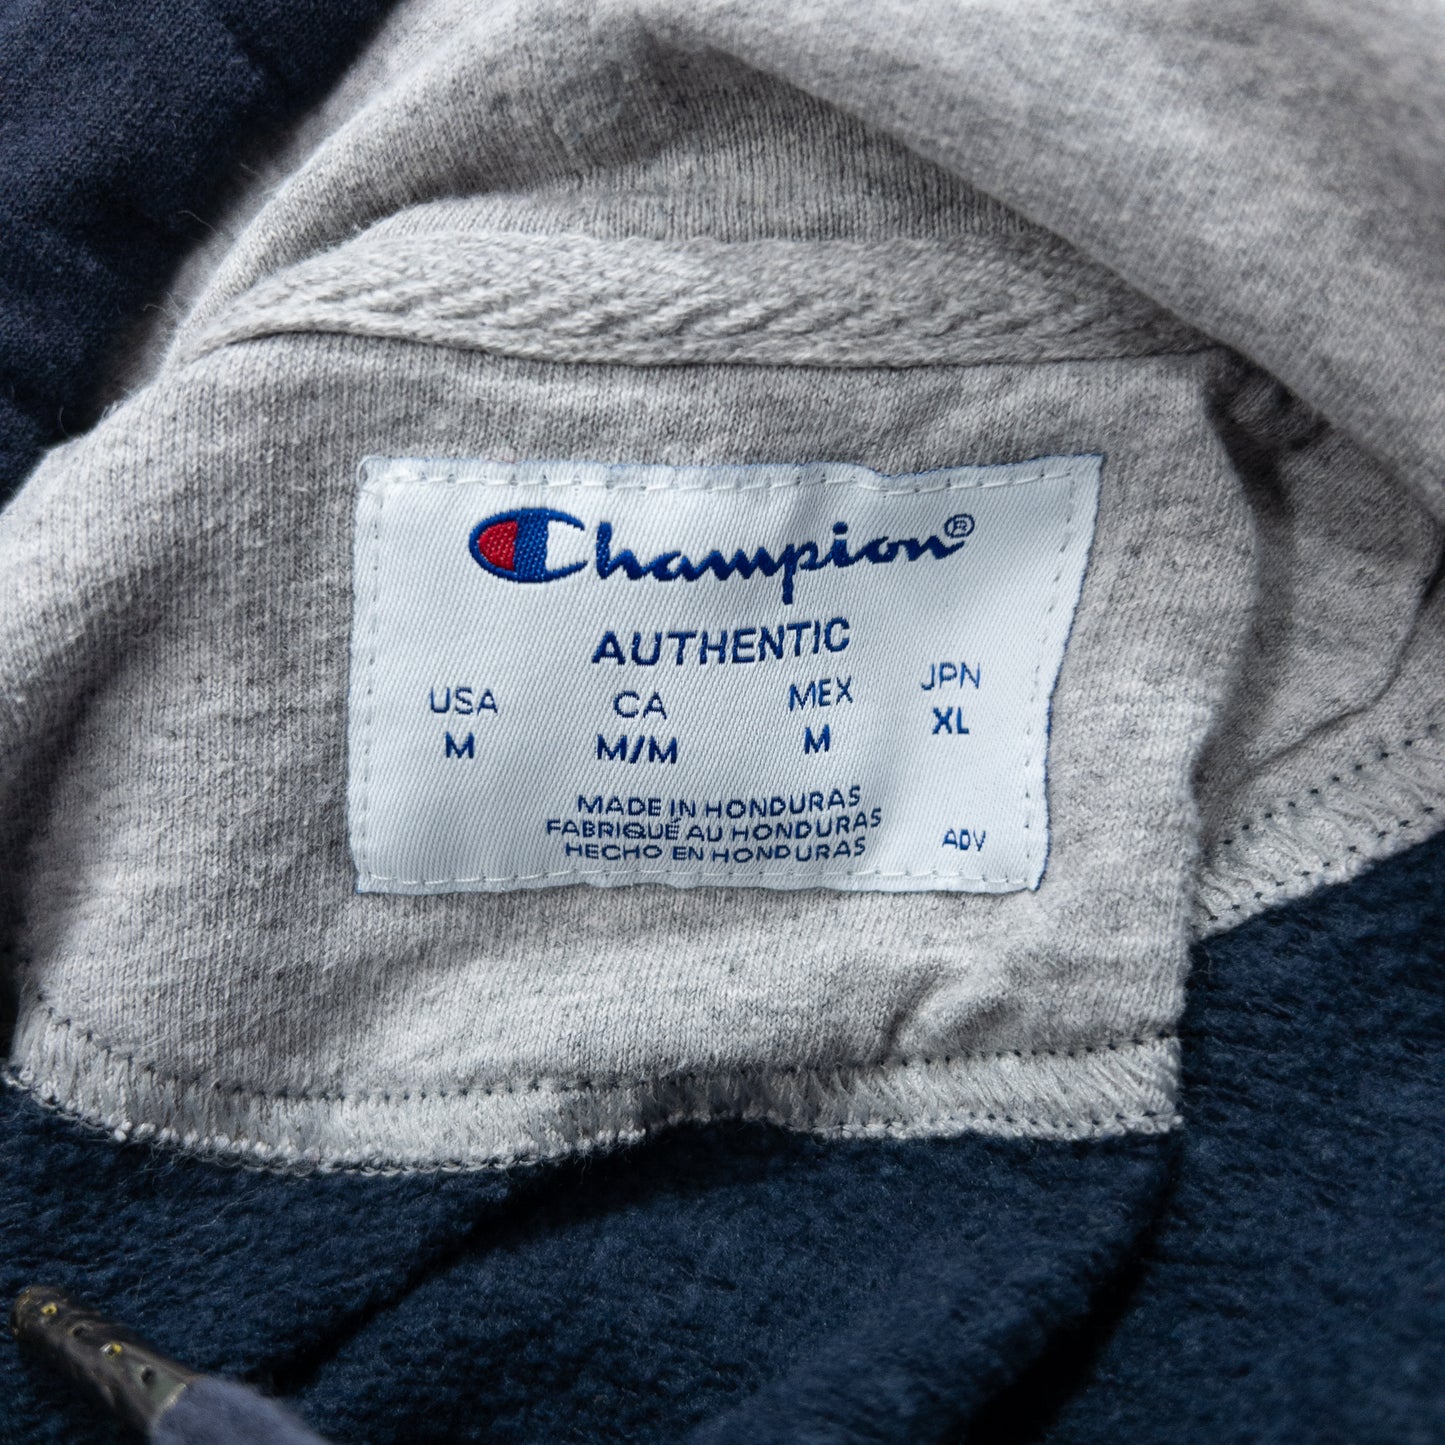 Champion®
AUTHENTIC
USA CA MEX JPN
M M/M M XL
MADE IN HONDURAS
FABRIQUÉ AU HONDURAS
HECHO EN HONDURAS
ADV